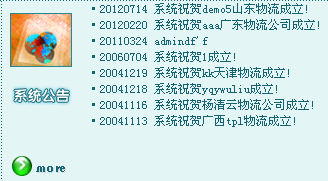 20120714 系统祝贺demo5山东物流成立!
20120220 系统祝贺aaa广东物流公司成立!
20110324 admindf'f
20060704 系统祝贺1成立!
20041219 系统祝贺kk天津物流成立!
20041218 系统祝贺yqywuliu成立!
20041116 系统祝贺杨清云物流公司成立!
20041113 系统祝贺广西tpl物流成立!
系统公告
more